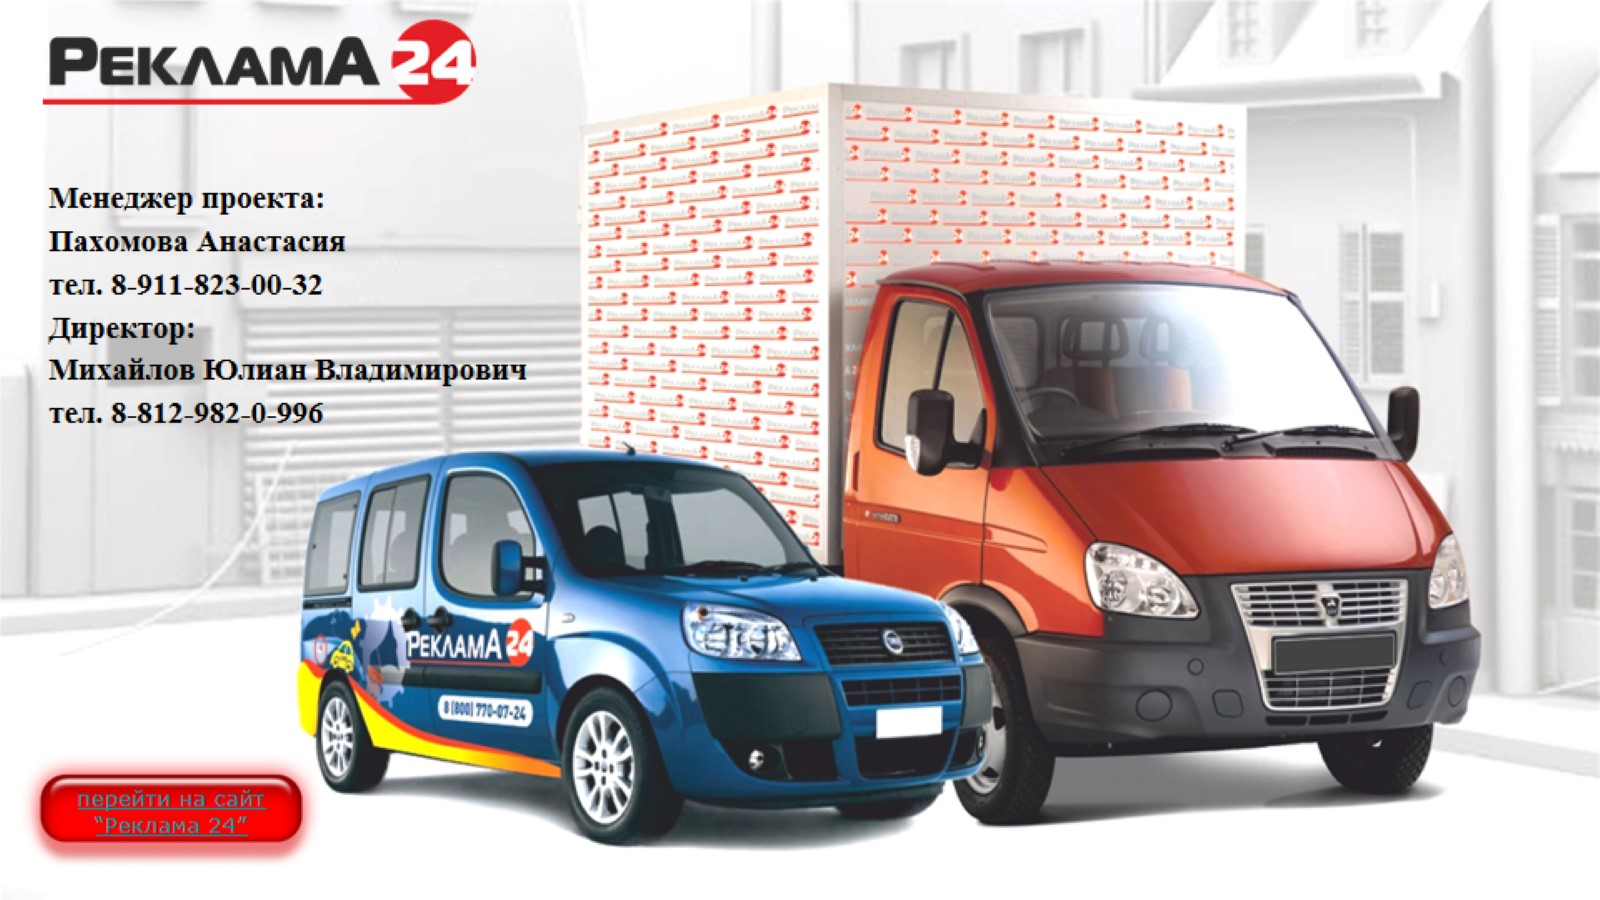 РЕКЛАМА 24
Менеджер проекта:
Пахомова Анастасия
тел. 8-911-823-00-32
Директор:
Михайлов Юлиан Владимирович
тел. 8-812-982-0-996
РЕКЛАМА 24
8 (800) 770-07-24
перейти на сайт
“Реклама 24”